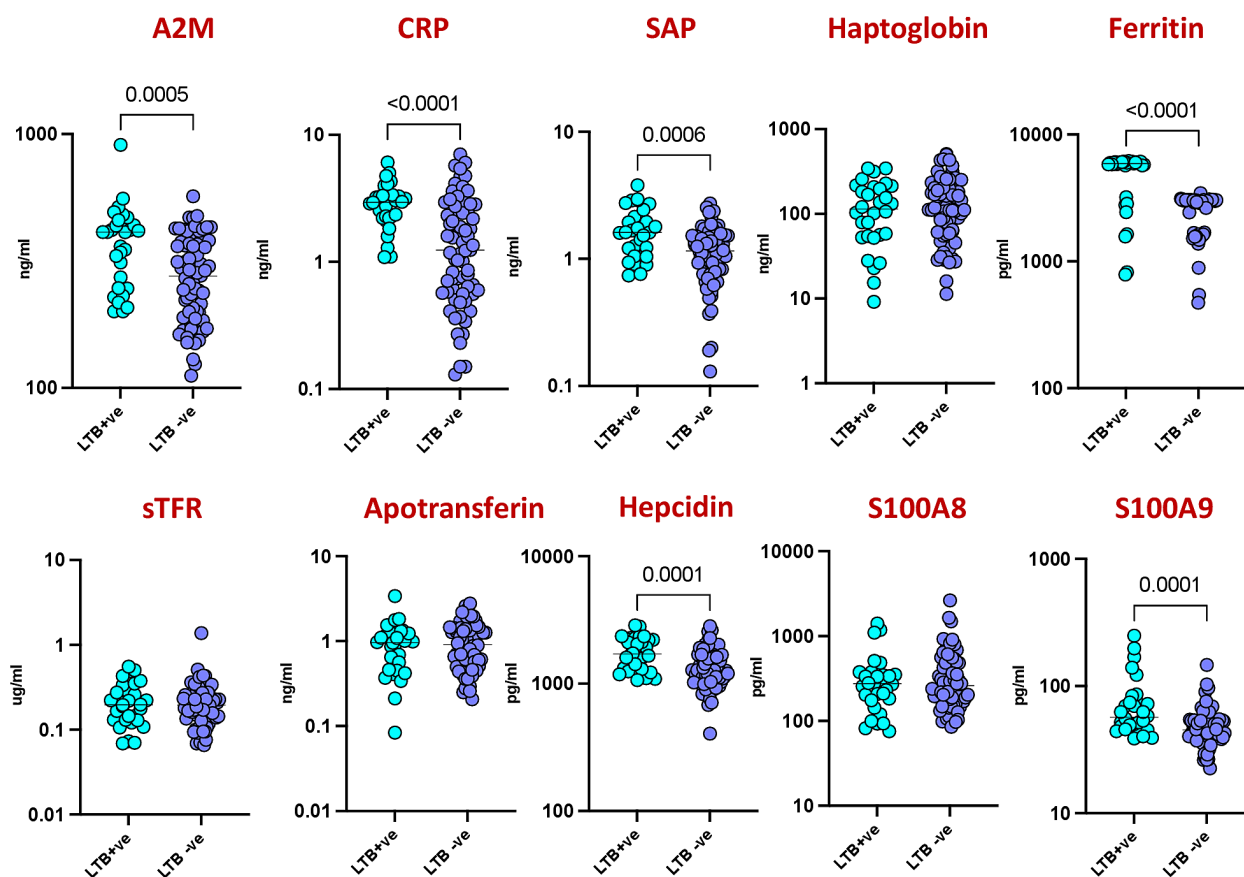 A2M
CRP
SAP
Haptoglobin
Ferritin
0.0005
<0.0001
0.0006
<0.0001
1000
100
ng/ml
LTB+ve
LTB -ve
10
1
0.1
ng/ml
LTB+ve
LTB -ve
10
1
0.1
ng/ml
LTB+ve
LTB -ve
1000
100
10
1
ng/ml
LTB+ve
LTB -ve
10000
1000
100
pg/ml
LTB+ve
LTB -ve
sTFR
Apotransferin
Hepcidin
S100A8
S100A9
10
1
0.1
0.01
ug/ml
LTB+ve
LTB -ve
10
1
0.1
0.01
ng/ml
LTB+ve
LTB -ve
0.0001
10000
1000
100
pg/ml
LTB+ve
LTB -ve
10000
1000
100
10
pg/ml
LTB+ve
LTB -ve
0.0001
1000
100
10
pg/ml
LTB+ve
LTB -ve